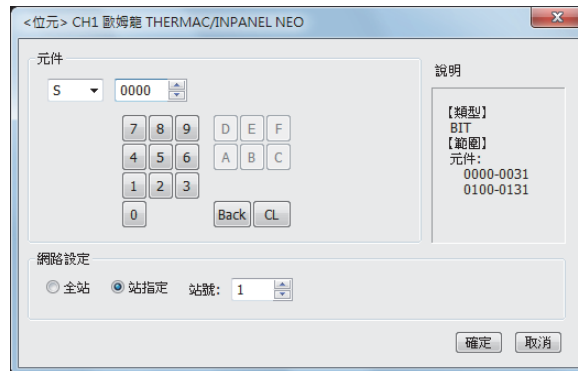 <位元> CH1 歐姆龍 THERMAC/INPANEL NEO
元件
S 0000
7 8 9 D E F
4 5 6 A B C
1 2 3
0 Back CL
說明
【類型】
BIT
【範圍】
元件:
0000-0031
0100-0131
網路設定
全站 站指定 站號: 1
確定 取消